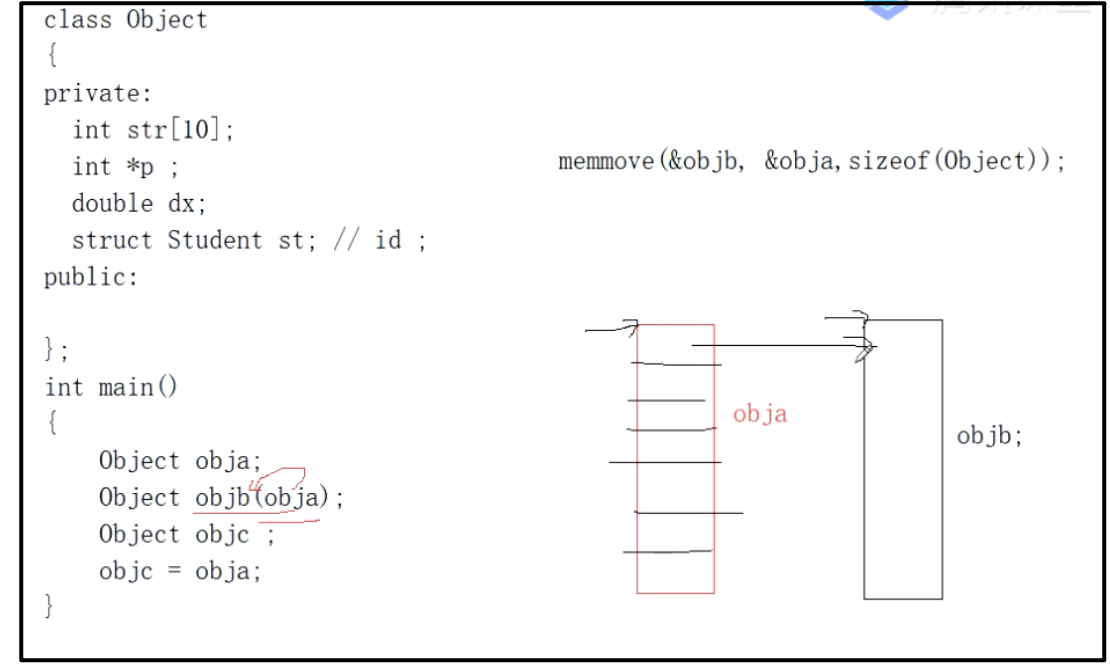 class Object
{
private:
int str[10];
int *p ;
double dx;
struct Student st; // id ;
public:
};
int main()
{
Object obja;
Object objb(obja);
Object objc ;
objc = obja;
}
memmove(&objb, &obja,sizeof(Object));
obja
objb;